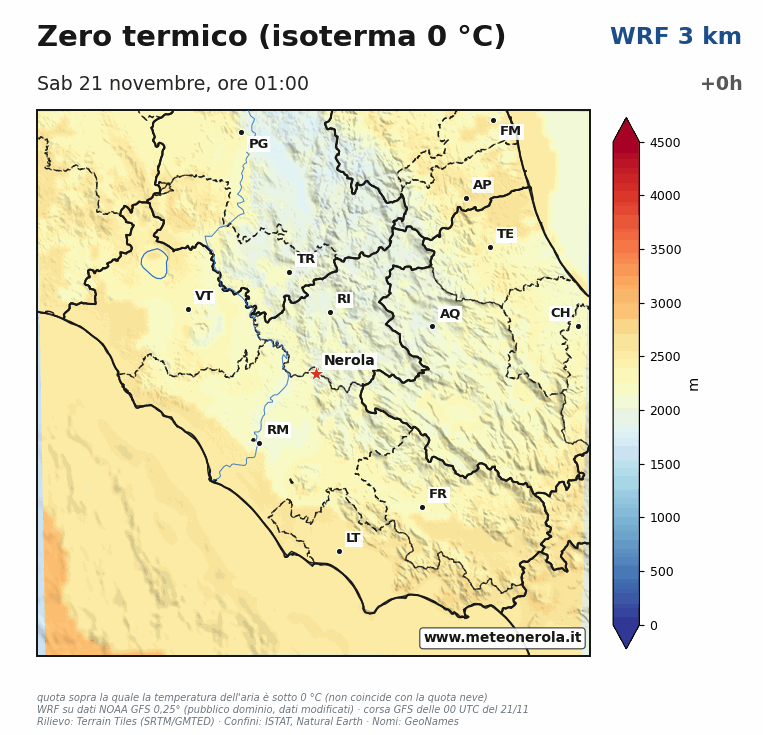 Zero termico (isoterma 0 °C)
WRF 3 km
Sab 21 novembre, ore 01:00
+0h
FM
PG
AP
TE
TR
VT
RI
AQ
CH
Nerola
RM
FR
LT
www.meteonerola.it
4500
4000
3500
3000
2500
2000
1500
1000
500
0
m
quota sopra la quale la temperatura dell'aria è sotto 0 °C (non coincide con la quota neve)
WRF su dati NOAA GFS 0,25° (pubblico dominio, dati modificati) · corsa GFS delle 00 UTC del 21/11
Rilievo: Terrain Tiles (SRTM/GMTED) · Confini: ISTAT, Natural Earth · Nomi: GeoNames